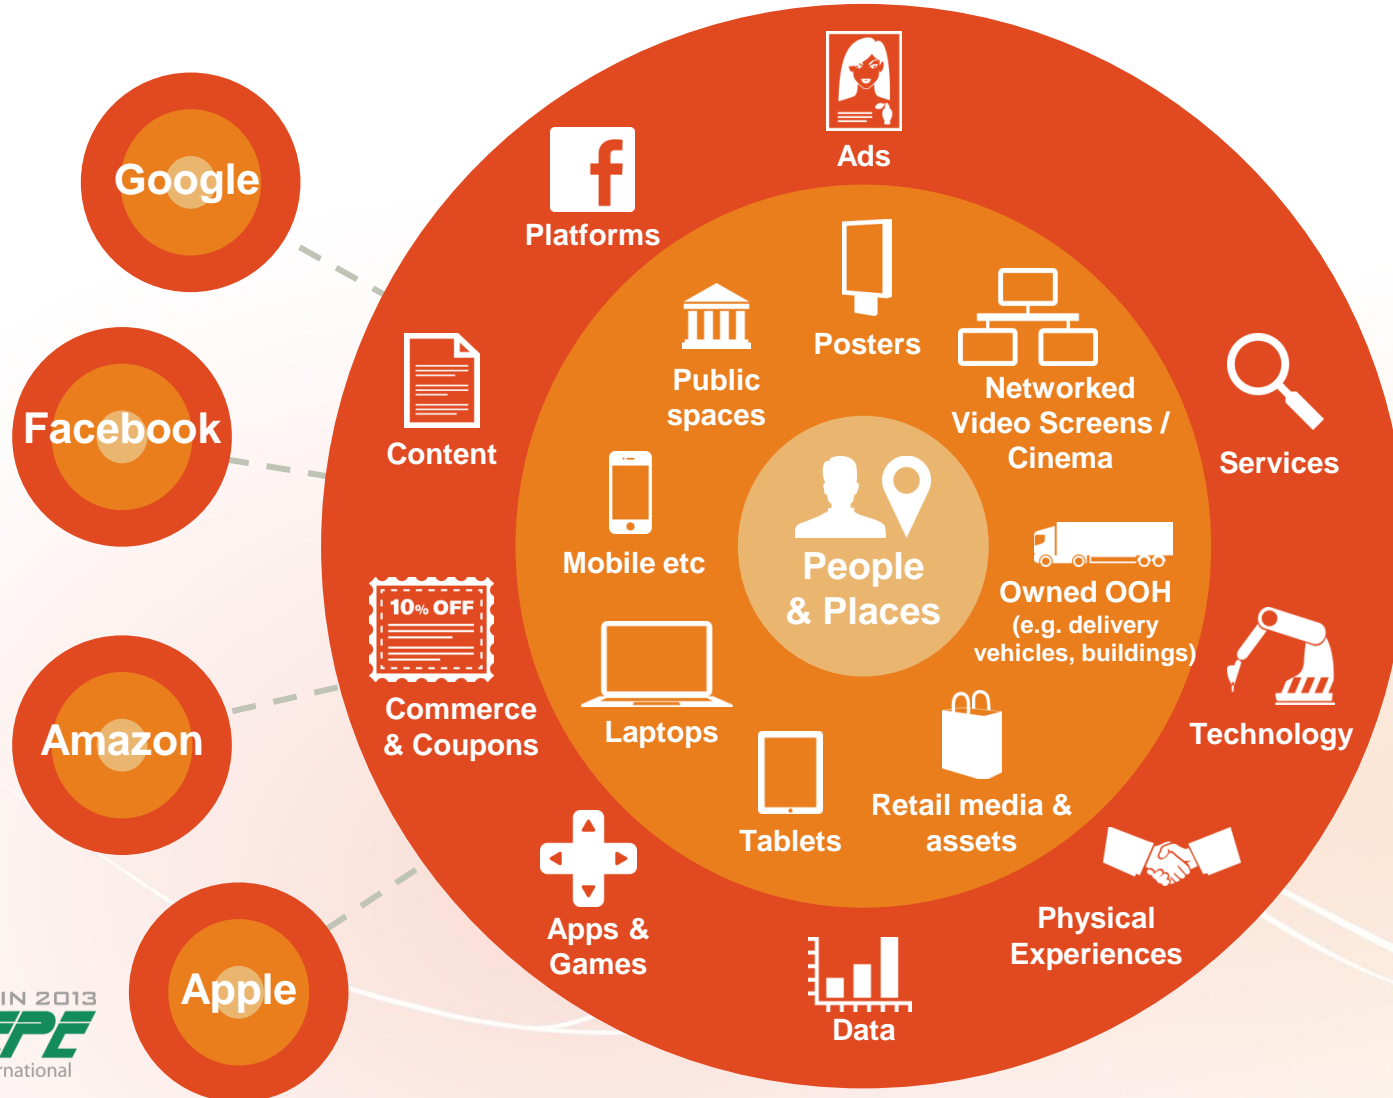 Google
Facebook
Amazon
Apple
Ads
f
Platforms
Content
10% OFF
Commerce
& Coupons
Apps &
Games
Data
Physical
Experiences
Technology
Services
Posters
Public
spaces
Networked
Video Screens /
Cinema
Mobile etc
Owned OOH
(e.g. delivery
vehicles, buildings)
Laptops
Tablets
Retail media &
assets
People
& Places
IN 2013
EPE
rnational